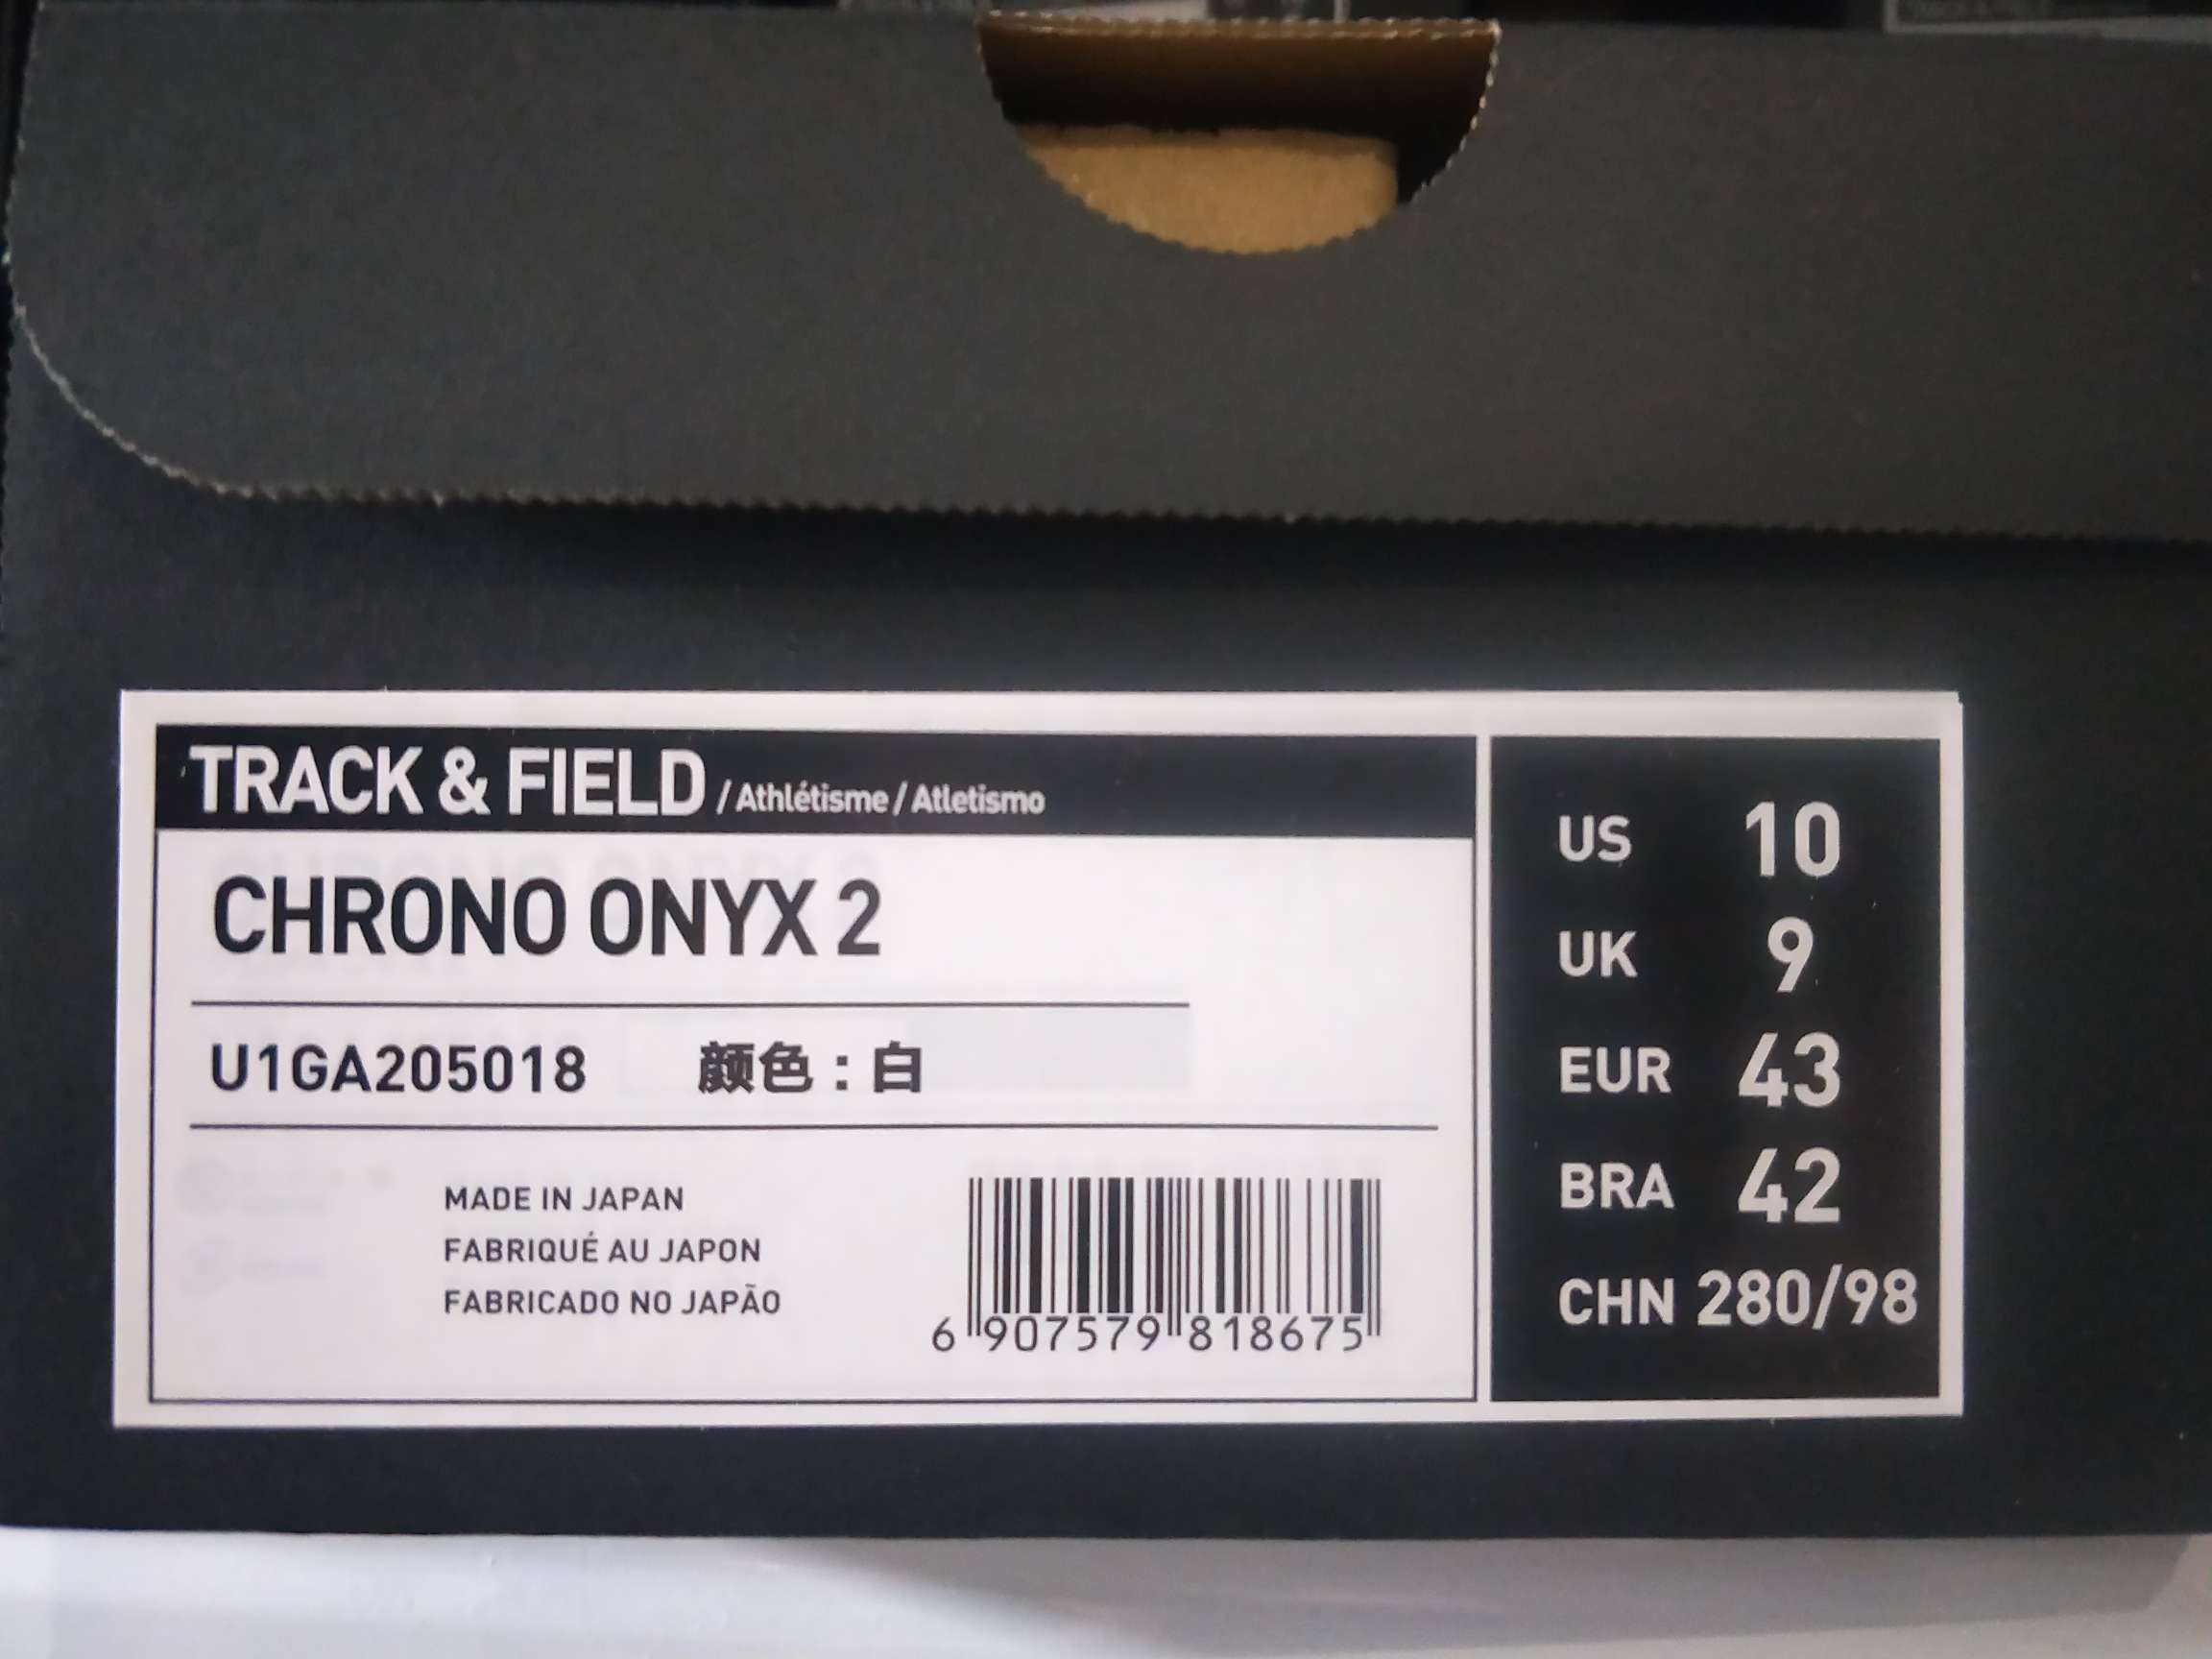 TRACK & FIELD / Athlétisme / Atletismo
CHRONO ONYX 2
U1GA205018 颜色：白
MADE IN JAPAN
FABRIQUÉ AU JAPON
FABRICADO NO JAPÃO
6 907579 818675
US 10
UK 9
EUR 43
BRA 42
CHN 280/98